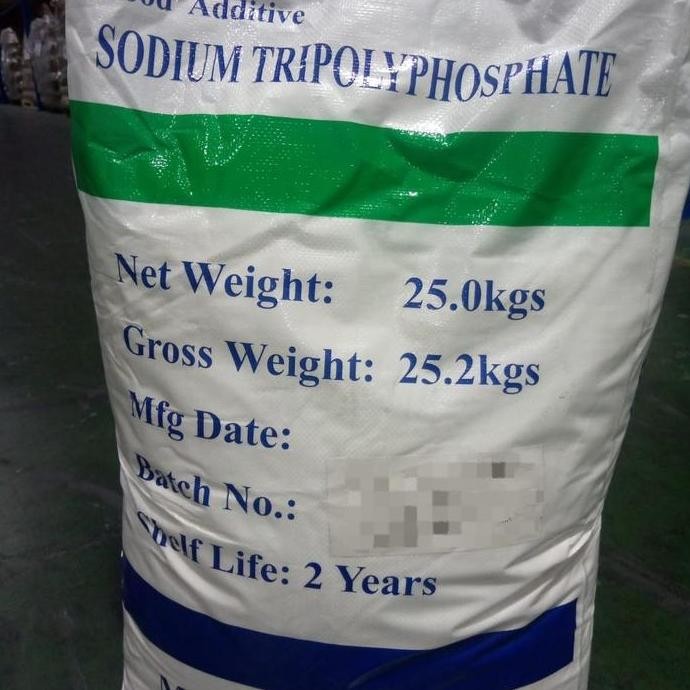 Additive
SODIUM TRIPOLYPHOSPHATE
Net Weight: 25.0kgs
Gross Weight: 25.2kgs
Mfg Date:
Batch No.:
Shelf Life: 2 Years